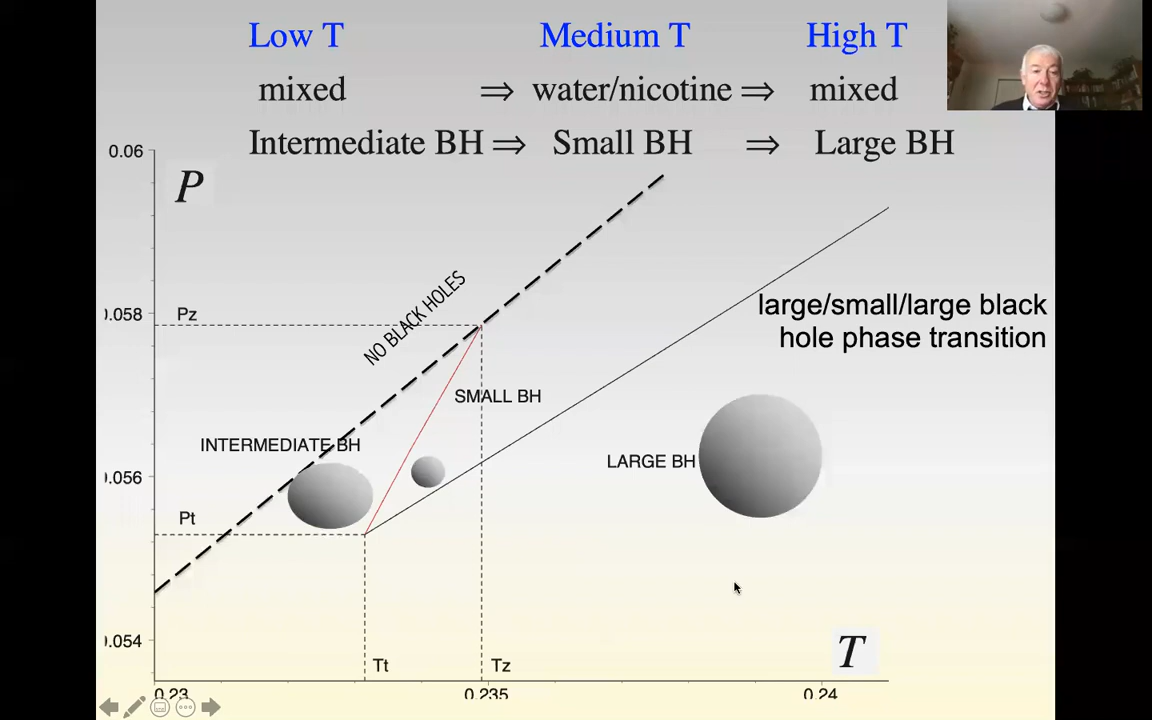 Low T Medium T High T
mixed ⇒ water/nicotine ⇒ mixed
Intermediate BH ⇒ Small BH ⇒ Large BH
0.06
P
NO BLACK HOLES
large/small/large black
hole phase transition
0.058
Pz
SMALL BH
INTERMEDIATE BH
LARGE BH
0.056
Pt
0.054
T
Tt
Tz
0.23
0.235
0.24